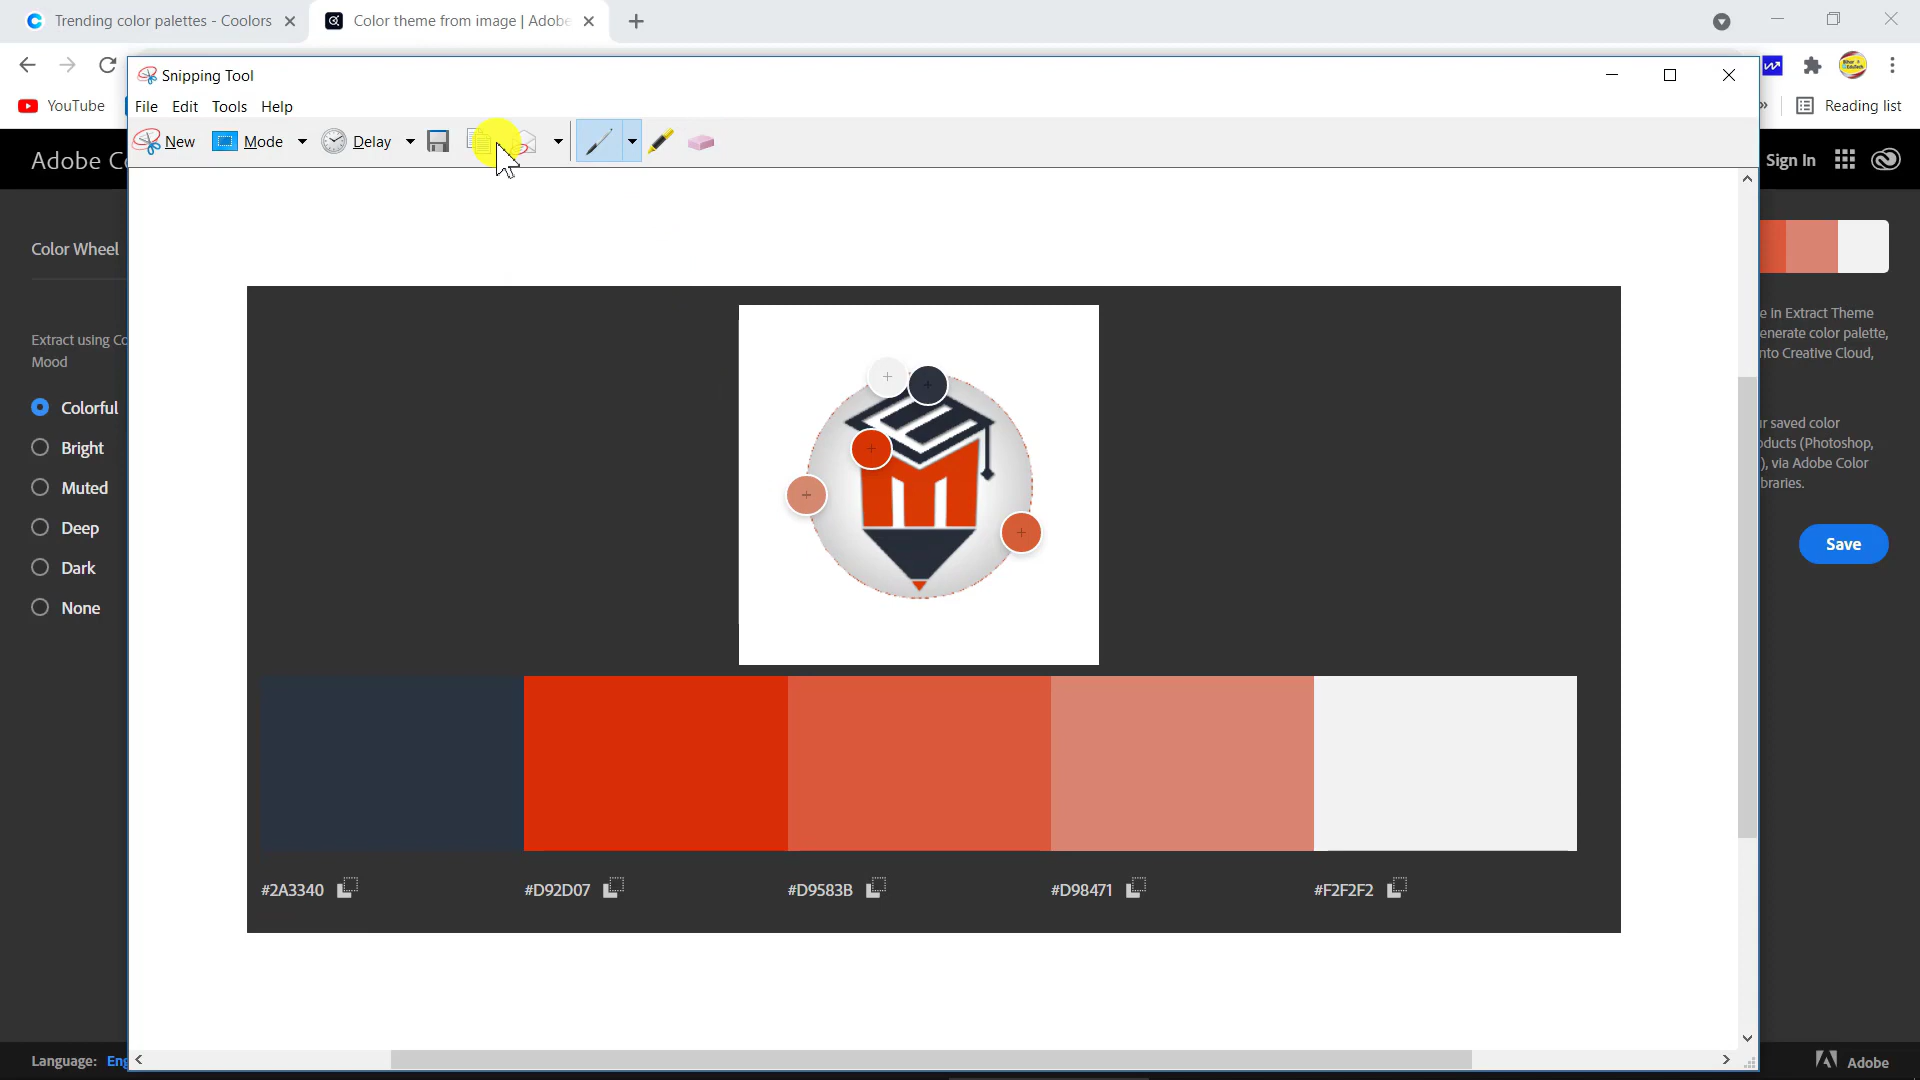 Trending color palettes - Coolors
Color theme from image | Adobe
YouTube
Reading list
Snipping Tool
File Edit Tools Help
New Mode Delay
Adobe Co
Sign In
Color Wheel
Extract using Co
Mood
Colorful
Bright
Muted
Deep
Dark
None
e in Extract Theme
enerate color palette,
nto Creative Cloud,
r saved color
ducts (Photoshop,
), via Adobe Color
braries.
Save
#2A3340 #D92D07 #D9583B #D98471 #F2F2F2
Language: Eng
Adobe